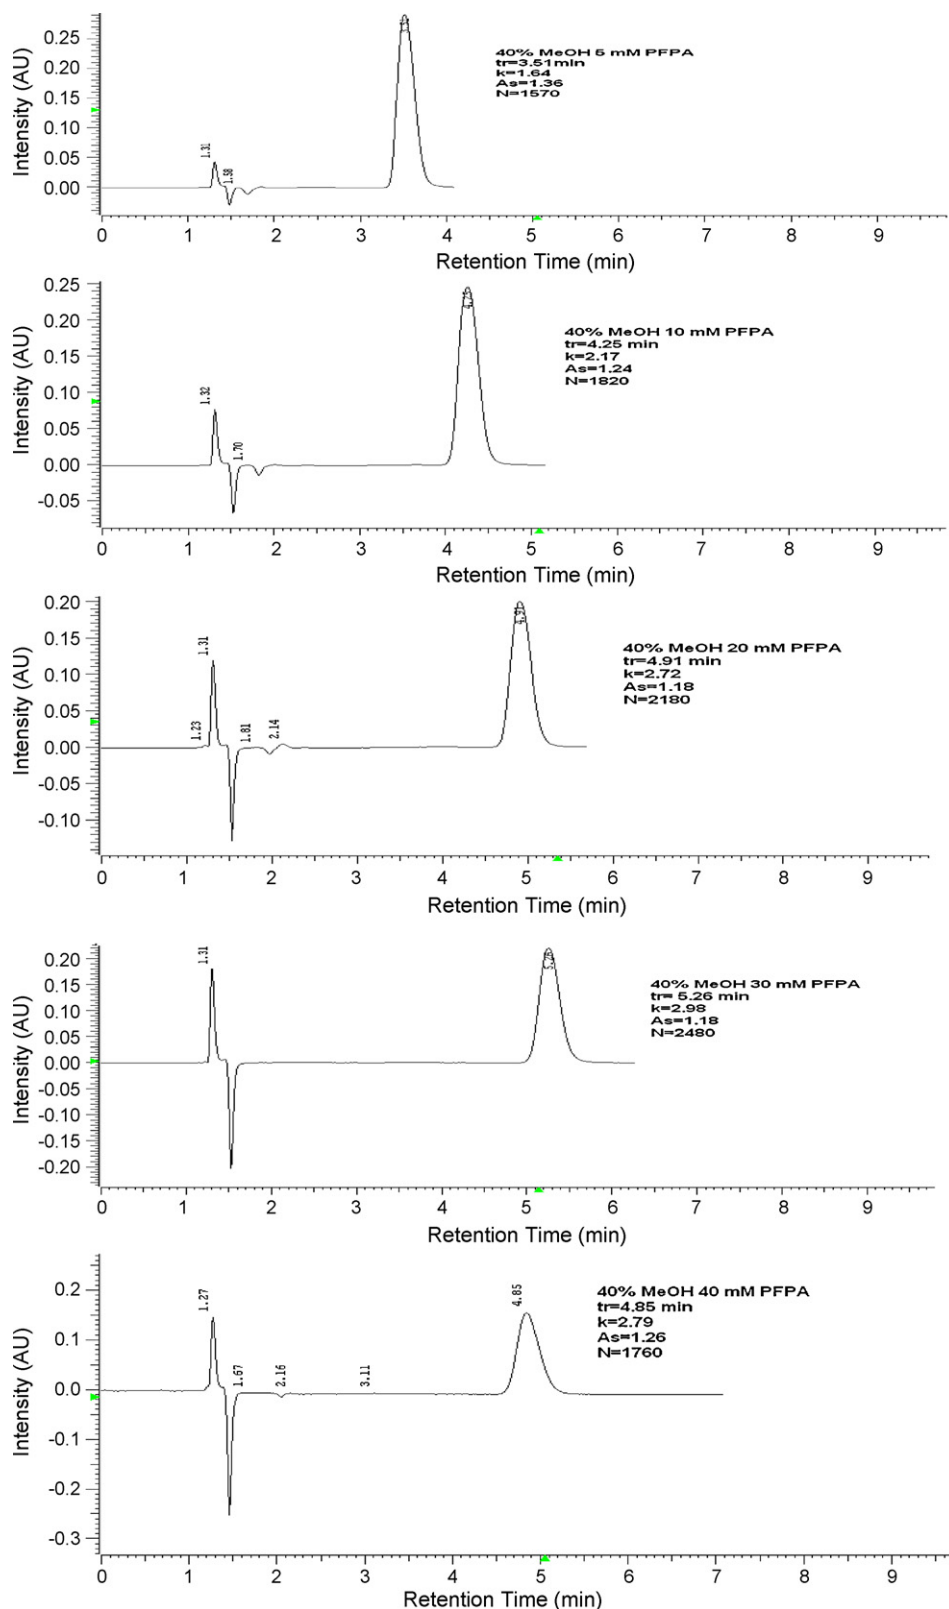 Intensity (AU)
0.25
0.20
0.15
0.10
0.05
0.00
1.31
1.58
40% MeOH 5 mM PFPA
tr=3.51min
k=1.64
As=1.36
N=1570
0 1 2 3 4 5 6 7 8 9
Retention Time (min)
Intensity (AU)
0.25
0.20
0.15
0.10
0.05
0.00
-0.05
1.32
1.70
40% MeOH 10 mM PFPA
tr=4.25 min
k=2.17
As=1.24
N=1820
0 1 2 3 4 5 6 7 8 9
Retention Time (min)
Intensity (AU)
0.20
0.15
0.10
0.05
0.00
-0.05
-0.10
1.23
1.31
1.81
2.14
4.91
40% MeOH 20 mM PFPA
tr=4.91 min
k=2.72
As=1.18
N=2180
0 1 2 3 4 5 6 7 8 9
Retention Time (min)
Intensity (AU)
0.20
0.15
0.10
0.05
0.00
-0.05
-0.10
-0.15
-0.20
1.31
5.26
40% MeOH 30 mM PFPA
tr= 5.26 min
k=2.98
As=1.18
N=2480
0 1 2 3 4 5 6 7 8 9
Retention Time (min)
Intensity (AU)
0.2
0.1
0.0
-0.1
-0.2
-0.3
1.27
1.67
2.16
3.11
4.85
40% MeOH 40 mM PFPA
tr=4.85 min
k=2.79
As=1.26
N=1760
0 1 2 3 4 5 6 7 8 9
Retention Time (min)